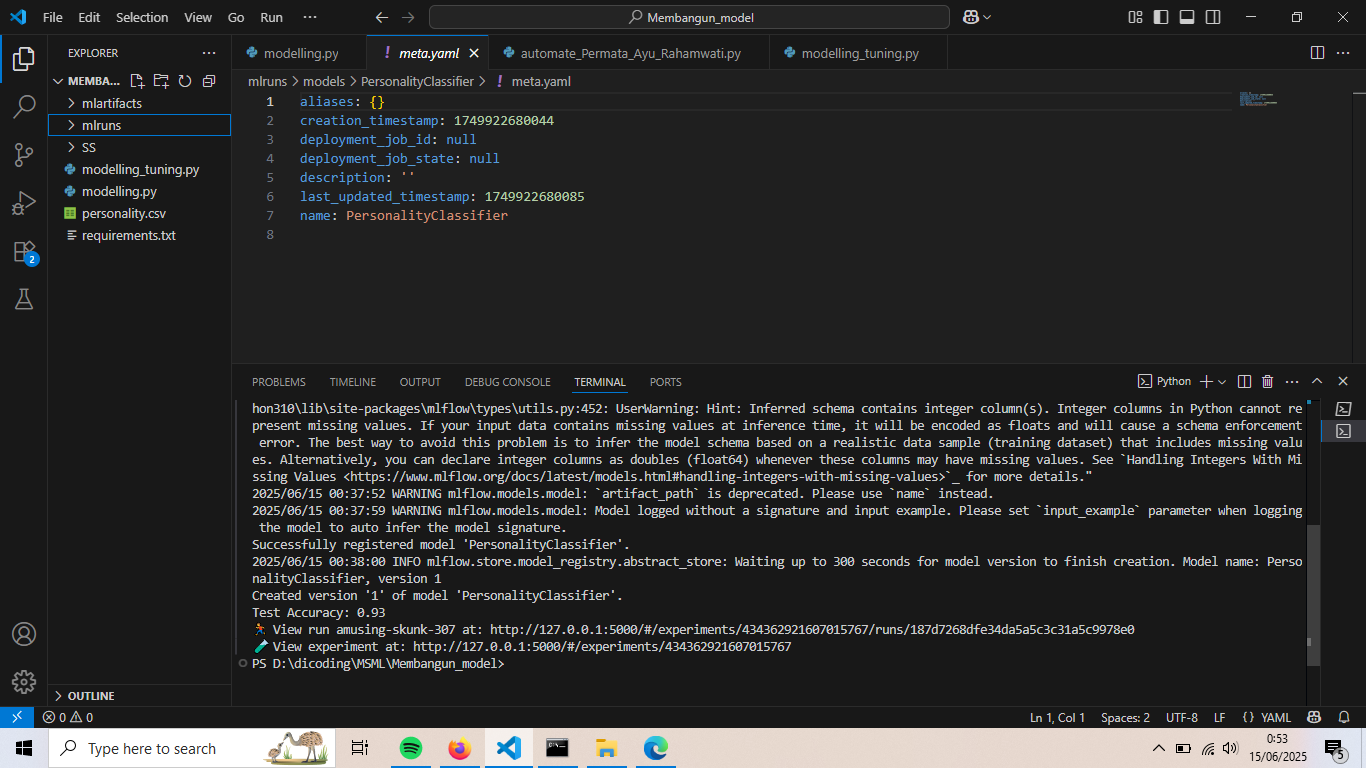 File Edit Selection View Go Run ···
Membangun_model
EXPLORER
MEMBA...
mlartifacts
mlruns
SS
modelling_tuning.py
modelling.py
personality.csv
requirements.txt
OUTLINE
2
modelling.py
! meta.yaml
automate_Permata_Ayu_Rahamwati.py
modelling_tuning.py
mlruns > models > PersonalityClassifier > ! meta.yaml
1 aliases: {}
2 creation_timestamp: 1749922680044
3 deployment_job_id: null
4 deployment_job_state: null
5 description: ''
6 last_updated_timestamp: 1749922680085
7 name: PersonalityClassifier
8
PROBLEMS TIMELINE OUTPUT DEBUG CONSOLE TERMINAL PORTS
Python
hon310\lib\site-packages\mlflow\types\utils.py:452: UserWarning: Hint: Inferred schema contains integer column(s). Integer columns in Python cannot re
present missing values. If your input data contains missing values at inference time, it will be encoded as floats and will cause a schema enforcement
error. The best way to avoid this problem is to infer the model schema based on a realistic data sample (training dataset) that includes missing valu
es. Alternatively, you can declare integer columns as doubles (float64) whenever these columns may have missing values. See `Handling Integers With Mi
ssing Values <https://www.mlflow.org/docs/latest/models.html#handling-integers-with-missing-values>`_ for more details."
2025/06/15 00:37:52 WARNING mlflow.models.model: `artifact_path` is deprecated. Please use `name` instead.
2025/06/15 00:37:59 WARNING mlflow.models.model: Model logged without a signature and input example. Please set `input_example` parameter when logging
the model to auto infer the model signature.
Successfully registered model 'PersonalityClassifier'.
2025/06/15 00:38:00 INFO mlflow.store.model_registry.abstract_store: Waiting up to 300 seconds for model version to finish creation. Model name: Perso
nalityClassifier, version 1
Created version '1' of model 'PersonalityClassifier'.
Test Accuracy: 0.93
🏃 View run amusing-skunk-307 at: http://127.0.0.1:5000/#/experiments/434362921607015767/runs/187d7268dfe34da5a5c3c31a5c9978e0
🧪 View experiment at: http://127.0.0.1:5000/#/experiments/434362921607015767
PS D:\dicoding\MSML\Membangun_model>
0 0
Ln 1, Col 1 Spaces: 2 UTF-8 LF {} YAML
Type here to search
0:53
15/06/2025
5